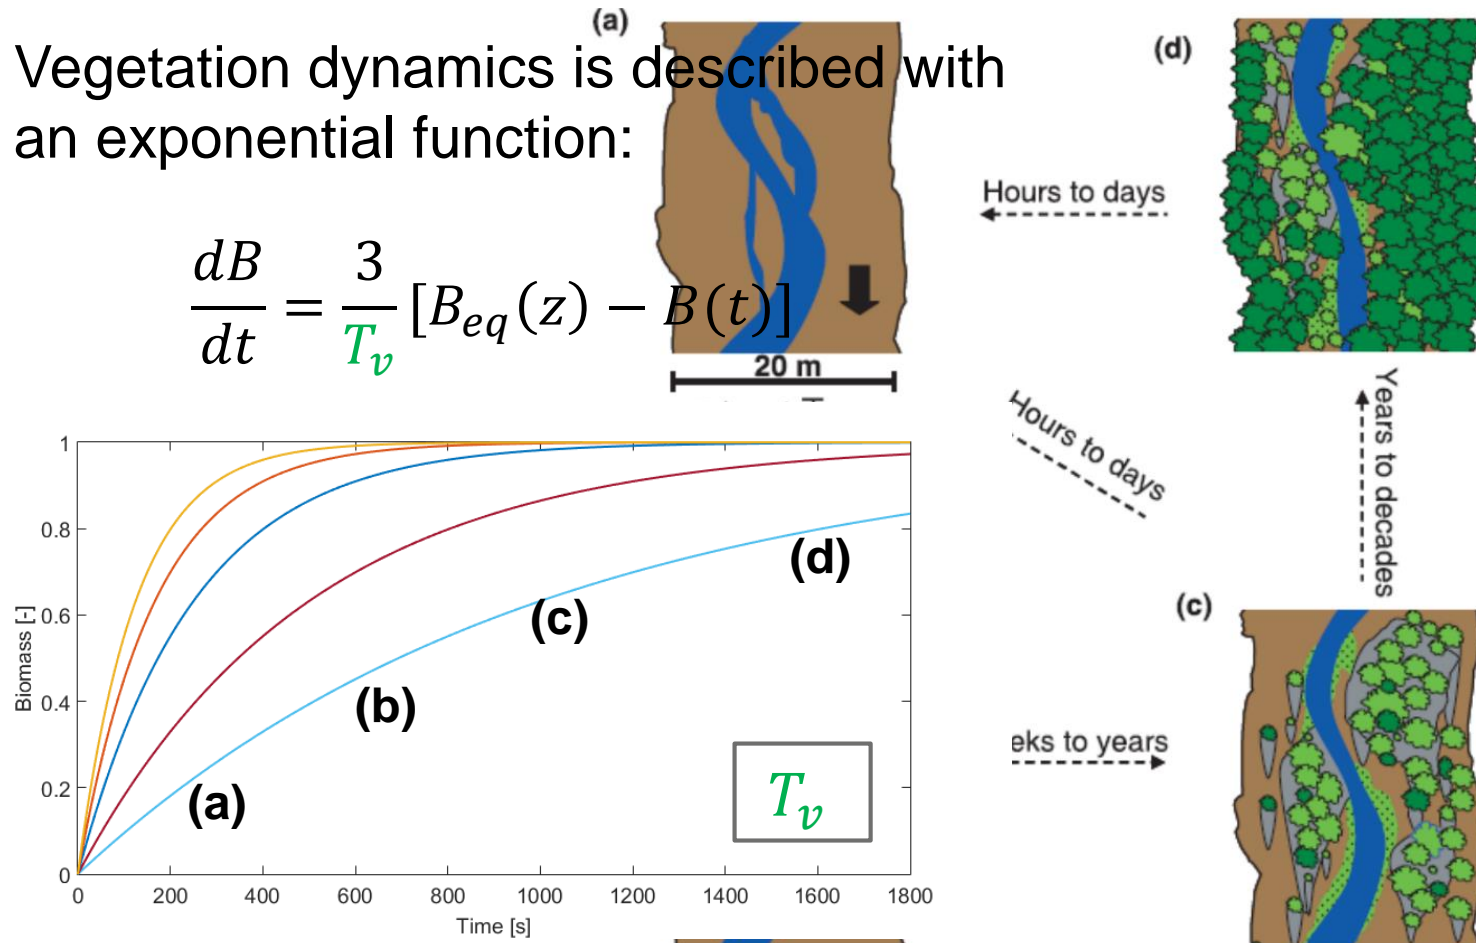 Vegetation dynamics is described with
an exponential function:
dB/dt = 3/T_v [B_eq(z) − B(t)]
(a)
20 m
(d)
Hours to days
Hours to days
Years to decades
(c)
to years
1
0.8
0.6
0.4
0.2
0
Biomass [-]
(a)
(b)
(c)
(d)
T_v
0 200 400 600 800 1000 1200 1400 1600 1800
Time [s]